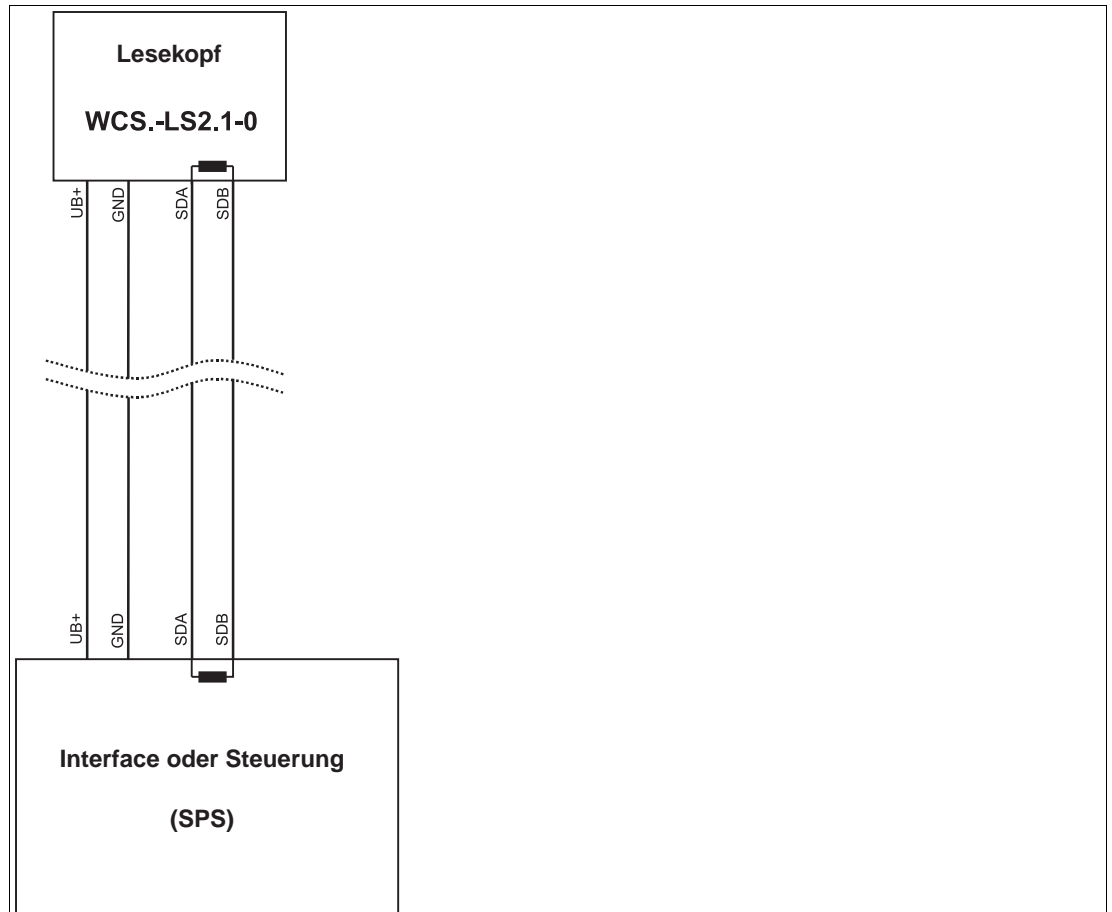 Lesekopf
WCS.-LS2.1-0
UB+ GND SDA SDB
UB+ GND SDA SDB
Interface oder Steuerung
(SPS)